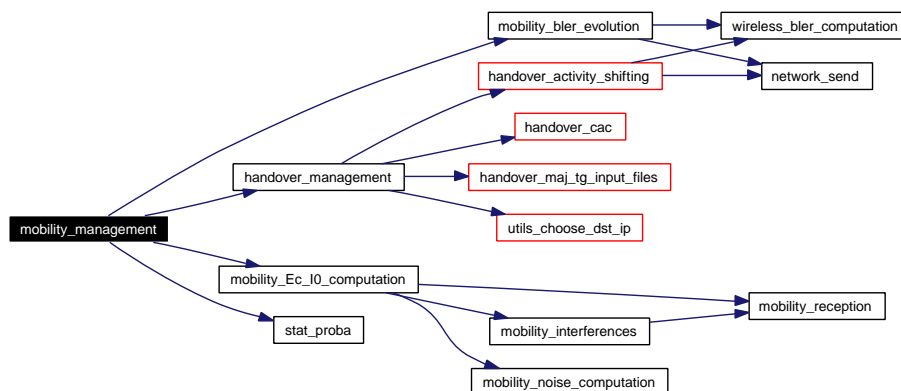 mobility_bler_evolution
wireless_bler_computation
handover_activity_shifting
network_send
handover_cac
handover_management
handover_maj_tg_input_files
mobility_management
utils_choose_dst_ip
mobility_Ec_I0_computation
mobility_reception
stat_proba
mobility_interferences
mobility_noise_computation